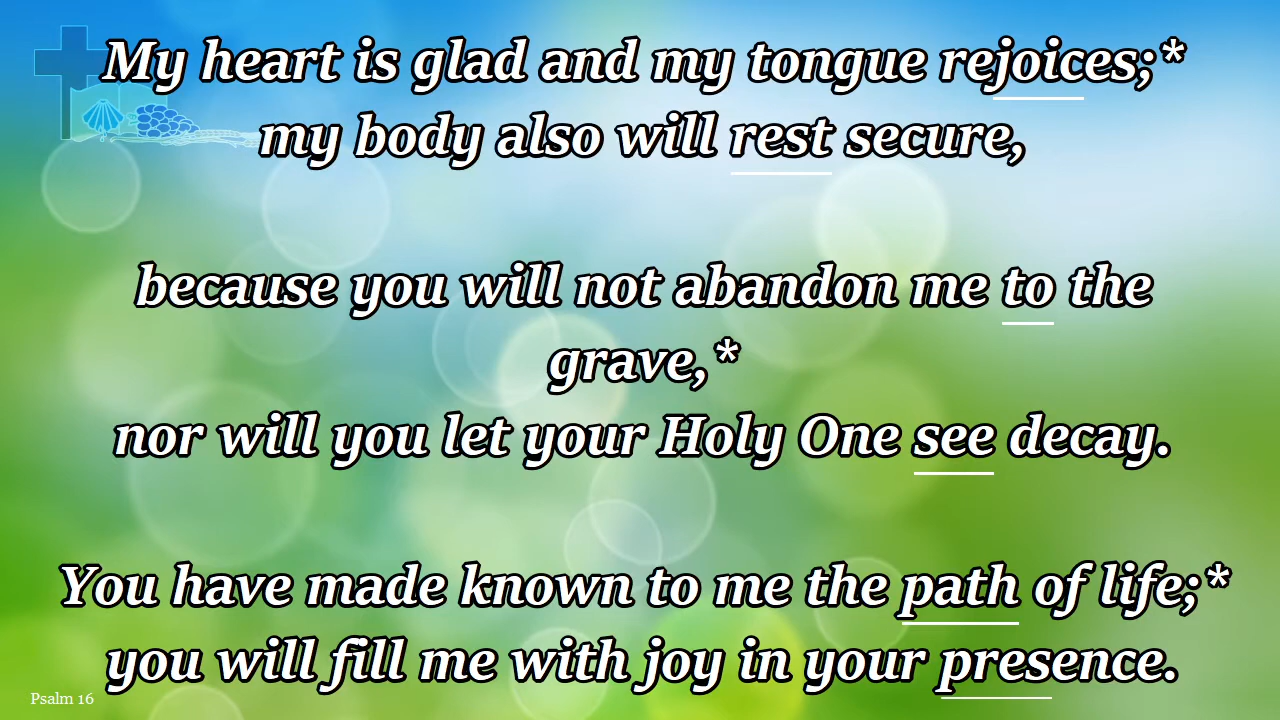 My heart is glad and my tongue rejoices;*
my body also will rest secure,
because you will not abandon me to the
grave,*
nor will you let your Holy One see decay.
You have made known to me the path of life;*
you will fill me with joy in your presence.
Psalm 16